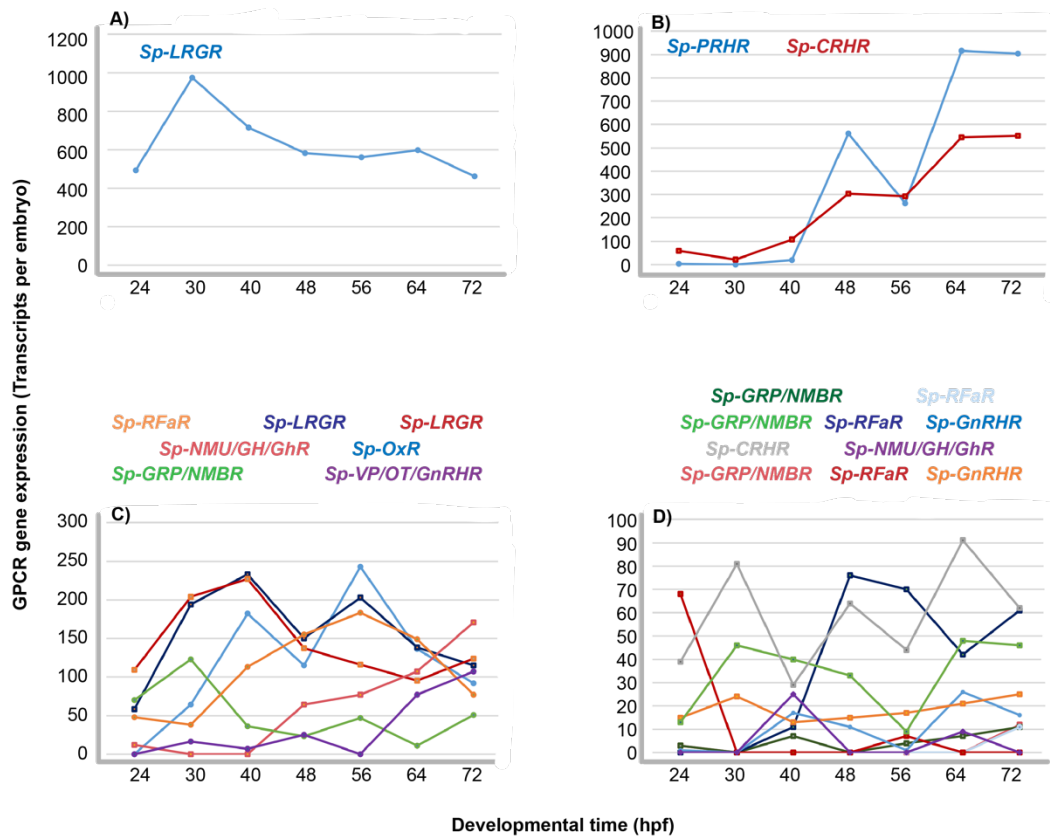 A)
Sp-LRGR
1200
1000
800
600
400
200
0
24 30 40 48 56 64 72
B)
Sp-PRHR Sp-CRHR
1000
900
800
700
600
500
400
300
200
100
0
24 30 40 48 56 64 72
GPCR gene expression (Transcripts per embryo)
Sp-RFaR Sp-LRGR Sp-LRGR
Sp-NMU/GH/GhR Sp-OxR
Sp-GRP/NMBR Sp-VP/OT/GnRHR
C)
300
250
200
150
100
50
0
24 30 40 48 56 64 72
Sp-GRP/NMBR Sp-RFaR
Sp-GRP/NMBR Sp-RFaR Sp-GnRHR
Sp-CRHR Sp-NMU/GH/GhR
Sp-GRP/NMBR Sp-RFaR Sp-GnRHR
D)
100
90
80
70
60
50
40
30
20
10
0
24 30 40 48 56 64 72
Developmental time (hpf)